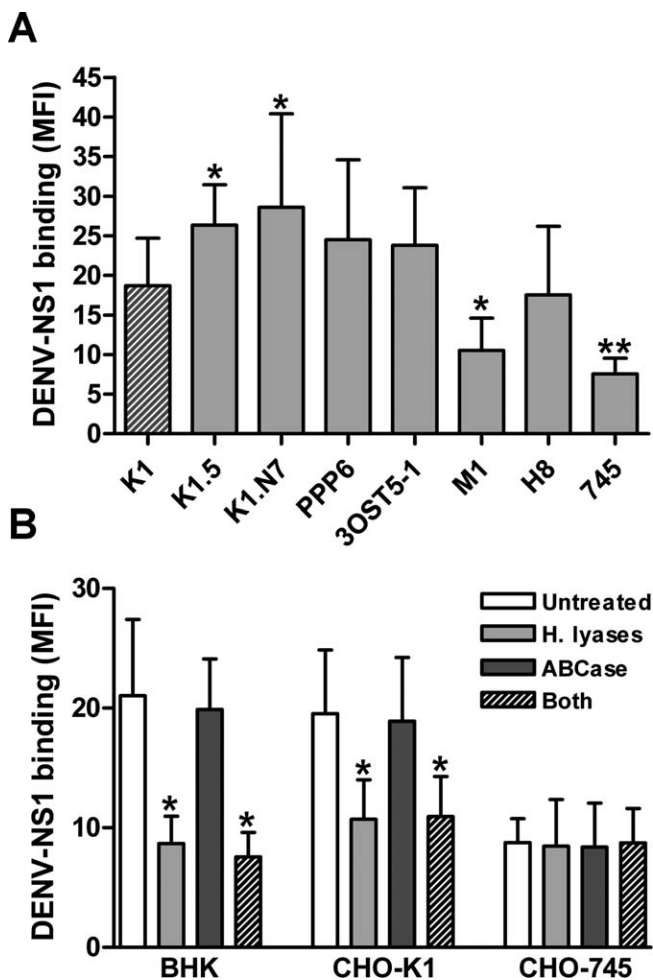 A
DENV-NS1 binding (MFI)
45
40
35
30
25
20
15
10
5
0
*
*
*
**
K1
K1.5
K1.N7
PPP6
3OST5-1
M1
H8
745
B
DENV-NS1 binding (MFI)
30
20
10
0
Untreated
H. lyases
ABCase
Both
*
*
*
*
BHK
CHO-K1
CHO-745